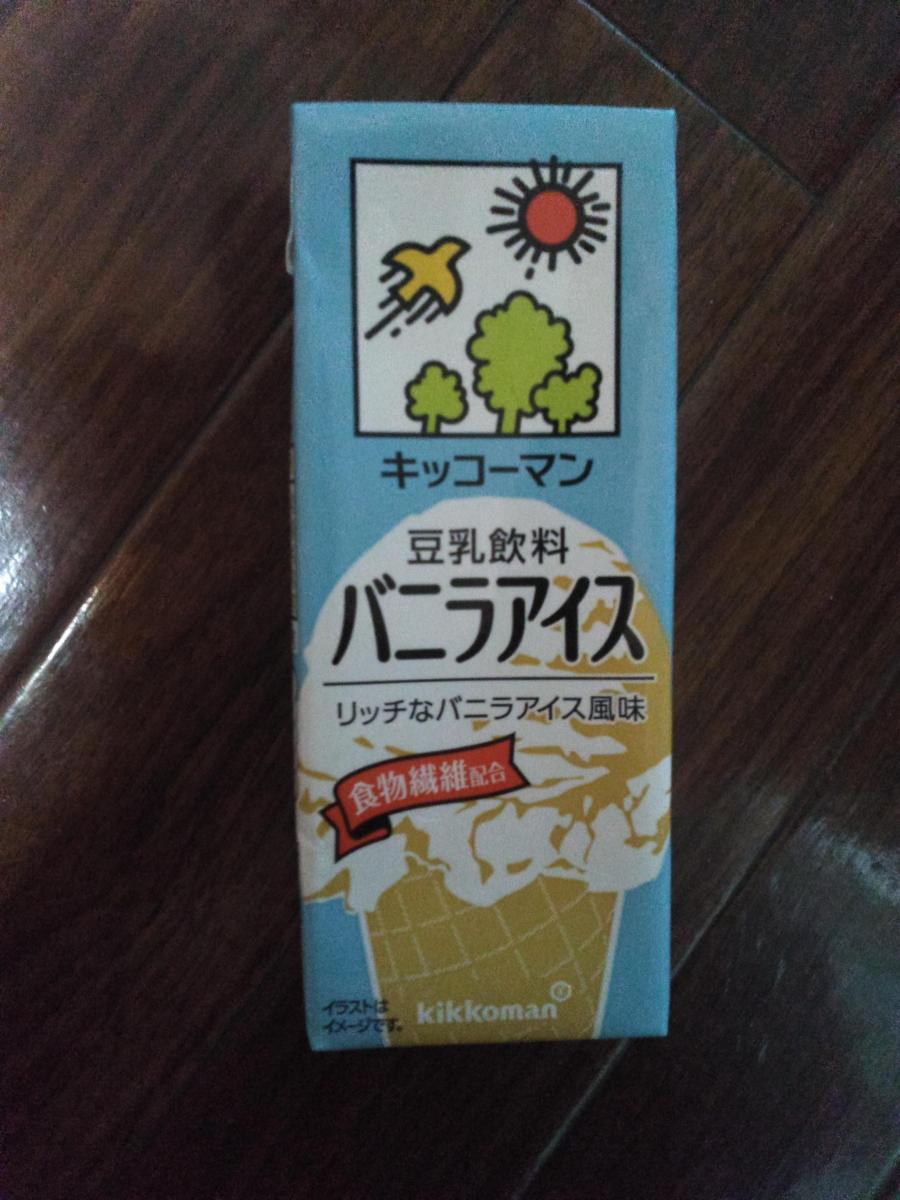 キッコーマン
豆乳飲料
バニラアイス
リッチなバニラアイス風味
食物繊維配合
イラストは
イメージです。
kikkoman®